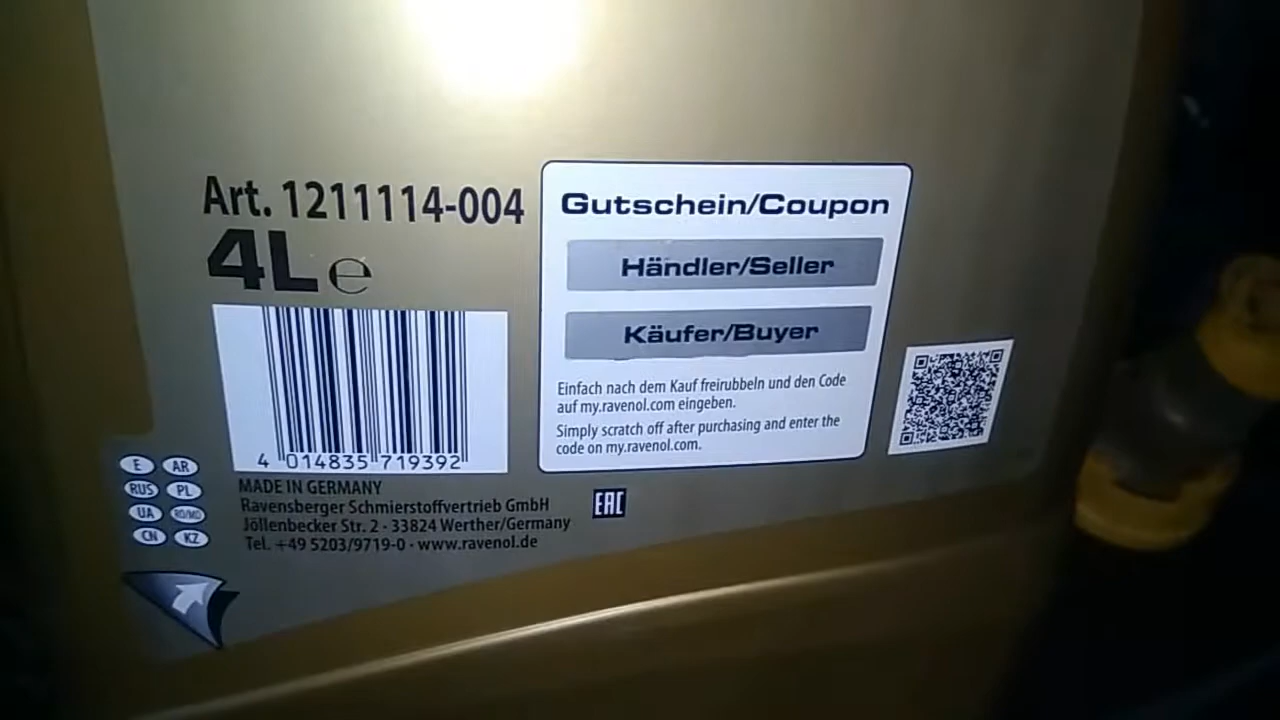 Art. 1211114-004
4L e
4 014835 719392
Gutschein/Coupon
Händler/Seller
Käufer/Buyer
Einfach nach dem Kauf freirubbeln und den Code
auf my.ravenol.com eingeben.
Simply scratch off after purchasing and enter the
code on my.ravenol.com.
E AR
RUS PL
UA RO/MD
CN KZ
MADE IN GERMANY
Ravensberger Schmierstoffvertrieb GmbH
Jöllenbecker Str. 2 - 33824 Werther/Germany
Tel. +49 5203/9719-0 · www.ravenol.de
EAC